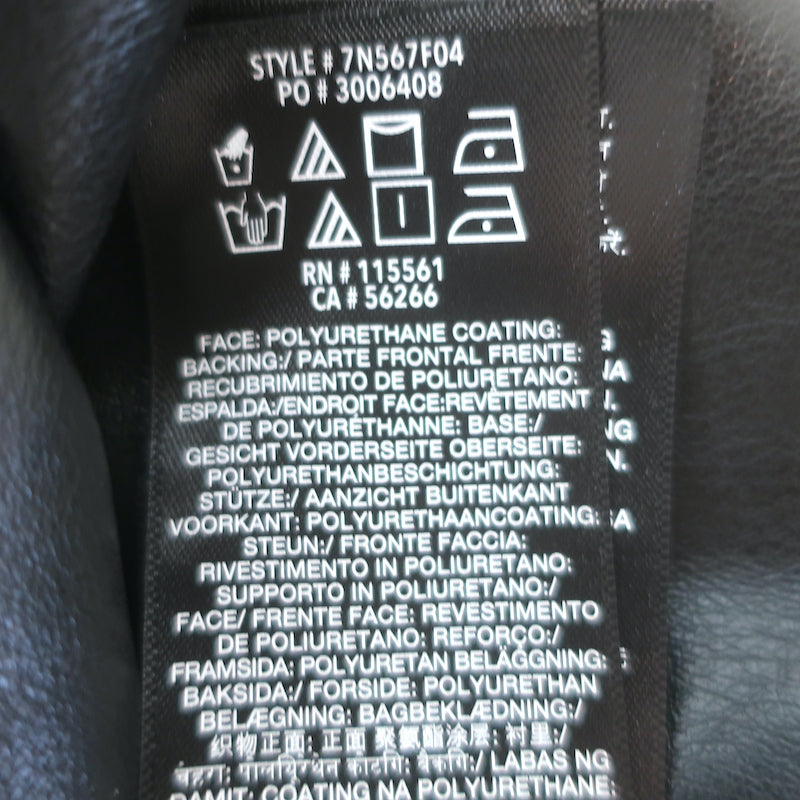 STYLE # 7N567F04
PO # 3006408
RN # 115561
CA # 56266
FACE: POLYURETHANE COATING:
BACKING:/ PARTE FRONTAL FRENTE:
RECUBRIMIENTO DE POLIURETANO:
ESPALDA:/ENDROIT FACE:REVÊTEMENT
DE POLYURÉTHANNE: BASE:/
GESICHT VORDERSEITE OBERSEITE:
POLYURETHANBESCHICHTUNG:
STÜTZE:/ AANZICHT BUITENKANT
VOORKANT: POLYURETHAANCOATING:
STEUN:/ FRONTE FACCIA:
RIVESTIMENTO IN POLIURETANO:
SUPPORTO IN POLIURETANO:/
FACE/ FRENTE FACE: REVESTIMENTO
DE POLIURETANO: REFORÇO:/
FRAMSIDA: POLYURETAN BELÄGGNING:
BAKSIDA:/ FORSIDE: POLYURETHAN
BELÆGNING: BAGBEKLÆDNING:/
织物正面: 正面 聚氨酯涂层: 衬里:/
LABAS NG
DAMIT: COATING NA POLYURETHANE: